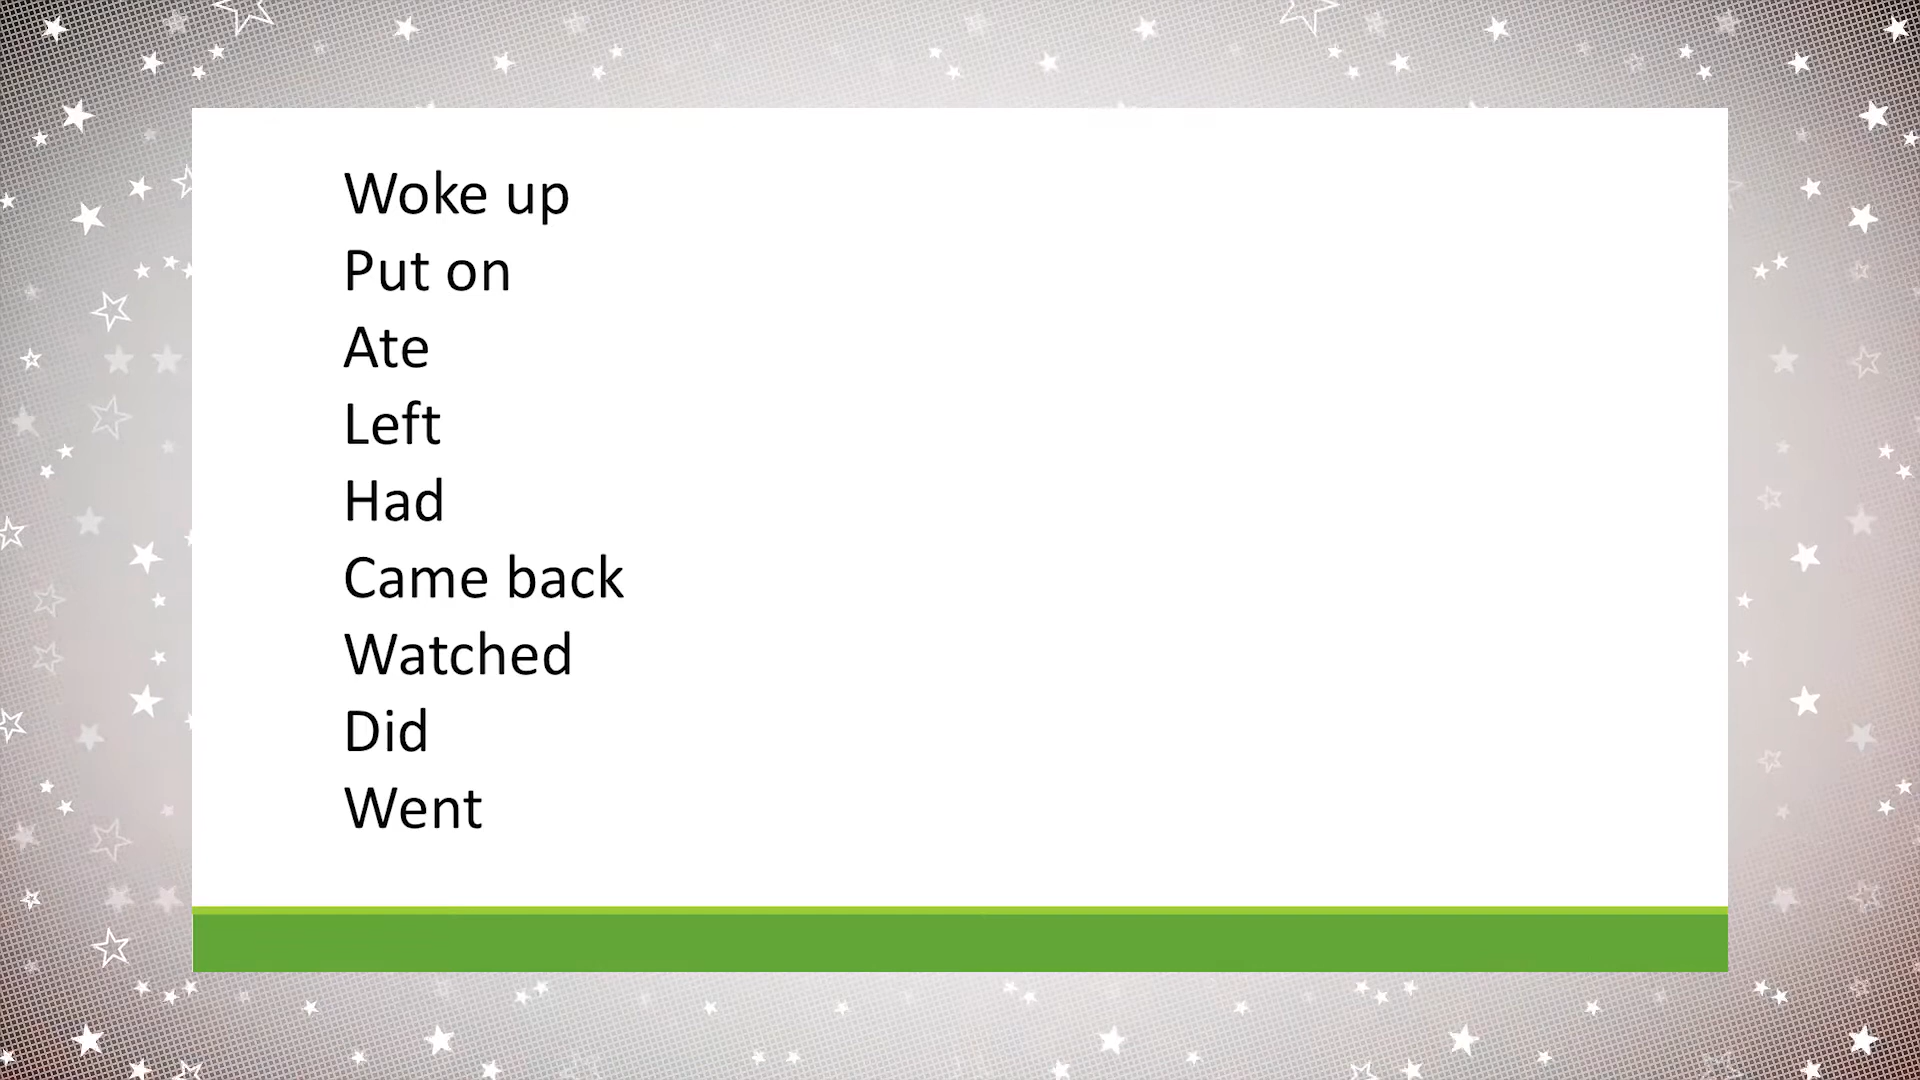 Woke up
Put on
Ate
Left
Had
Came back
Watched
Did
Went